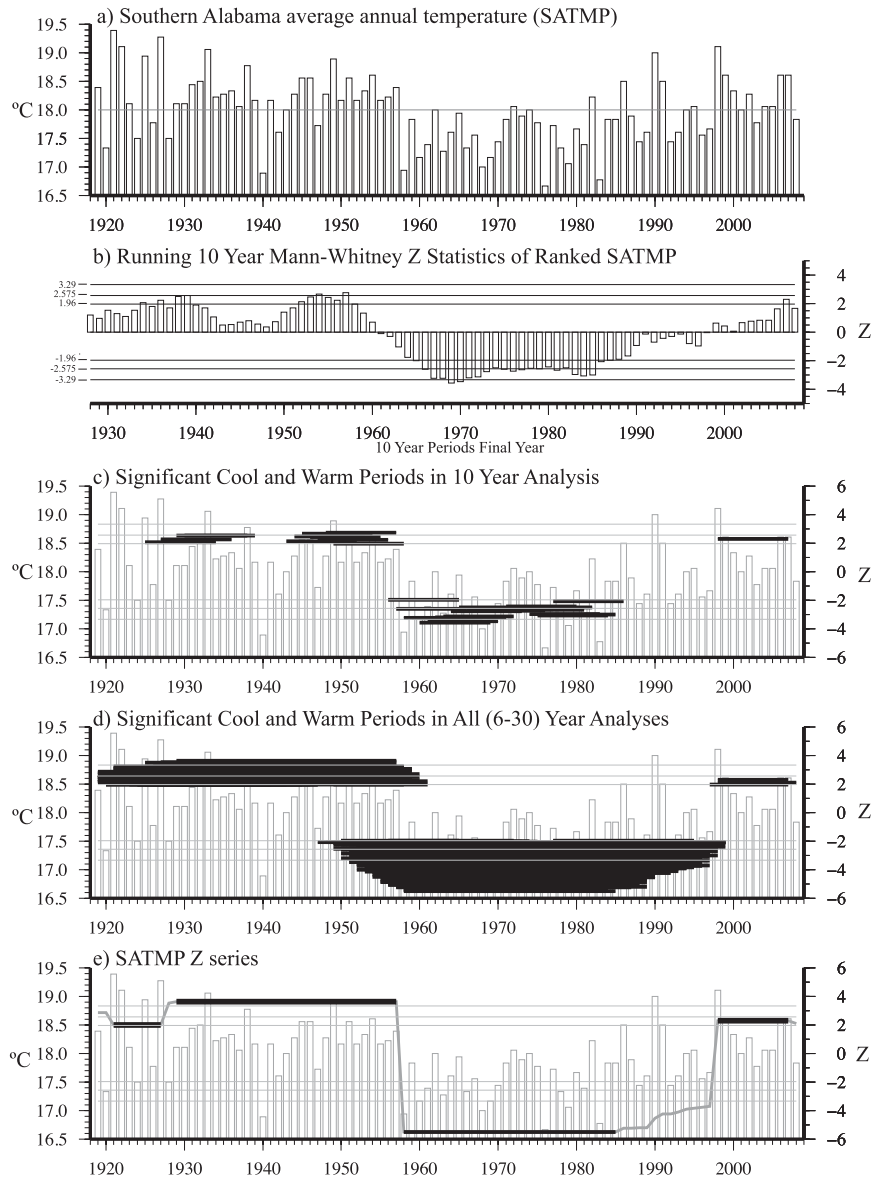 a) Southern Alabama average annual temperature (SATMP)
19.5
19.0
18.5
ºC 18.0
17.5
17.0
16.5
1920 1930 1940 1950 1960 1970 1980 1990 2000
b) Running 10 Year Mann-Whitney Z Statistics of Ranked SATMP
3.29
2.575
1.96
-1.96
-2.575
-3.29
4
2
0 Z
−2
−4
1930 1940 1950 1960 1970 1980 1990 2000
10 Year Periods Final Year
c) Significant Cool and Warm Periods in 10 Year Analysis
19.5 6
19.0 4
18.5 2
ºC 18.0 0 Z
17.5 −2
17.0 −4
16.5 −6
1920 1930 1940 1950 1960 1970 1980 1990 2000
d) Significant Cool and Warm Periods in All (6-30) Year Analyses
19.5 6
19.0 4
18.5 2
ºC 18.0 0 Z
17.5 −2
17.0 −4
16.5 −6
1920 1930 1940 1950 1960 1970 1980 1990 2000
e) SATMP Z series
19.5 6
19.0 4
18.5 2
ºC 18.0 0 Z
17.5 −2
17.0 −4
16.5 −6
1920 1930 1940 1950 1960 1970 1980 1990 2000